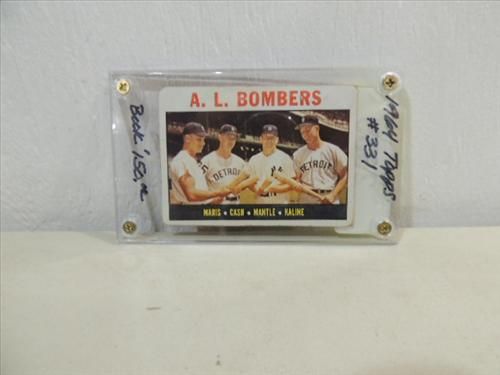 A. L. BOMBERS
DETROIT
DETROIT
MARIS • CASH • MANTLE • KALINE
Book '150.00
1964 TOPPS
#331